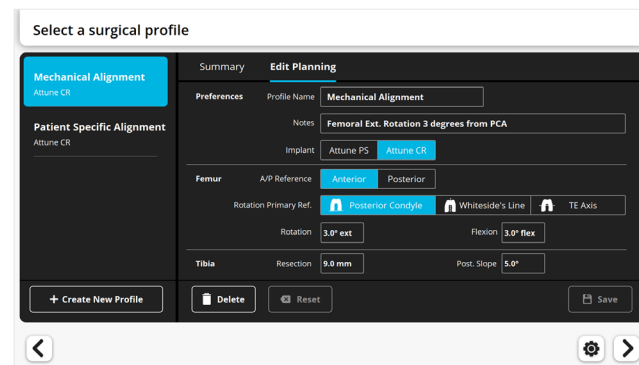 Select a surgical profile
Mechanical Alignment
Attune CR
Patient Specific Alignment
Attune CR
+ Create New Profile
Summary Edit Planning
Preferences Profile Name Mechanical Alignment
Notes Femoral Ext. Rotation 3 degrees from PCA
Implant Attune PS Attune CR
Femur A/P Reference Anterior Posterior
Rotation Primary Ref. Posterior Condyle Whiteside's Line TE Axis
Rotation 3.0° ext Flexion 3.0° flex
Tibia Resection 9.0 mm Post. Slope 5.0°
Delete Reset Save